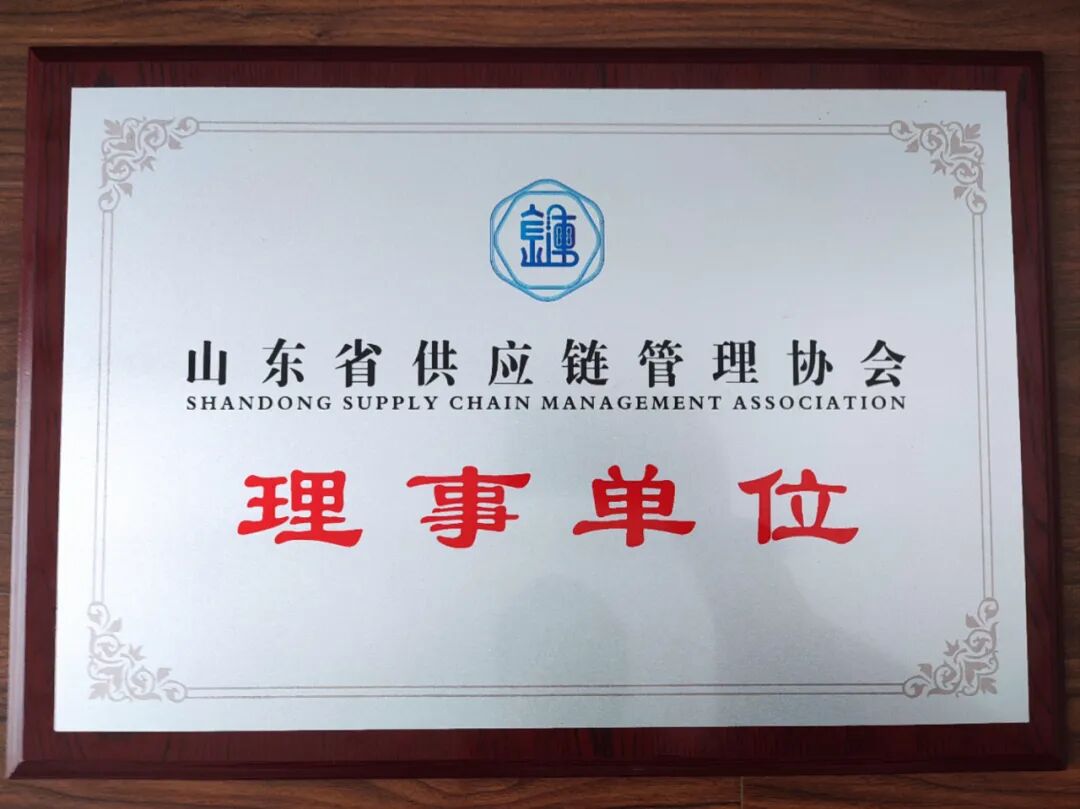 鏈
山东省供应链管理协会
SHANDONG SUPPLY CHAIN MANAGEMENT ASSOCIATION
理事单位